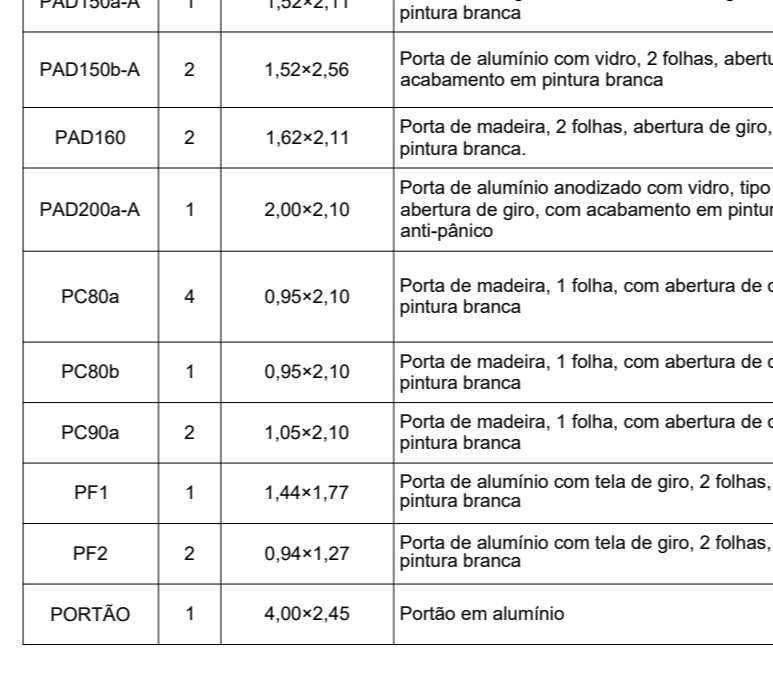 PAD150a-A 1 1,52×2,11
pintura branca
PAD150b-A 2 1,52×2,56 Porta de alumínio com vidro, 2 folhas,
acabamento em pintura branca
PAD160 2 1,62×2,11 Porta de madeira, 2 folhas, abertura de giro,
pintura branca.
PAD200a-A 1 2,00×2,10 Porta de alumínio anodizado com vidro, tipo
abertura de giro, com acabamento em
anti-pânico
PC80a 4 0,95×2,10 Porta de madeira, 1 folha, com abertura de
pintura branca
PC80b 1 0,95×2,10 Porta de madeira, 1 folha, com abertura de
pintura branca
PC90a 2 1,05×2,10 Porta de madeira, 1 folha, com abertura de
pintura branca
PF1 1 1,44×1,77 Porta de alumínio com tela de giro, 2 folhas,
pintura branca
PF2 2 0,94×1,27 Porta de alumínio com tela de giro, 2 folhas,
pintura branca
PORTÃO 1 4,00×2,45 Portão em alumínio